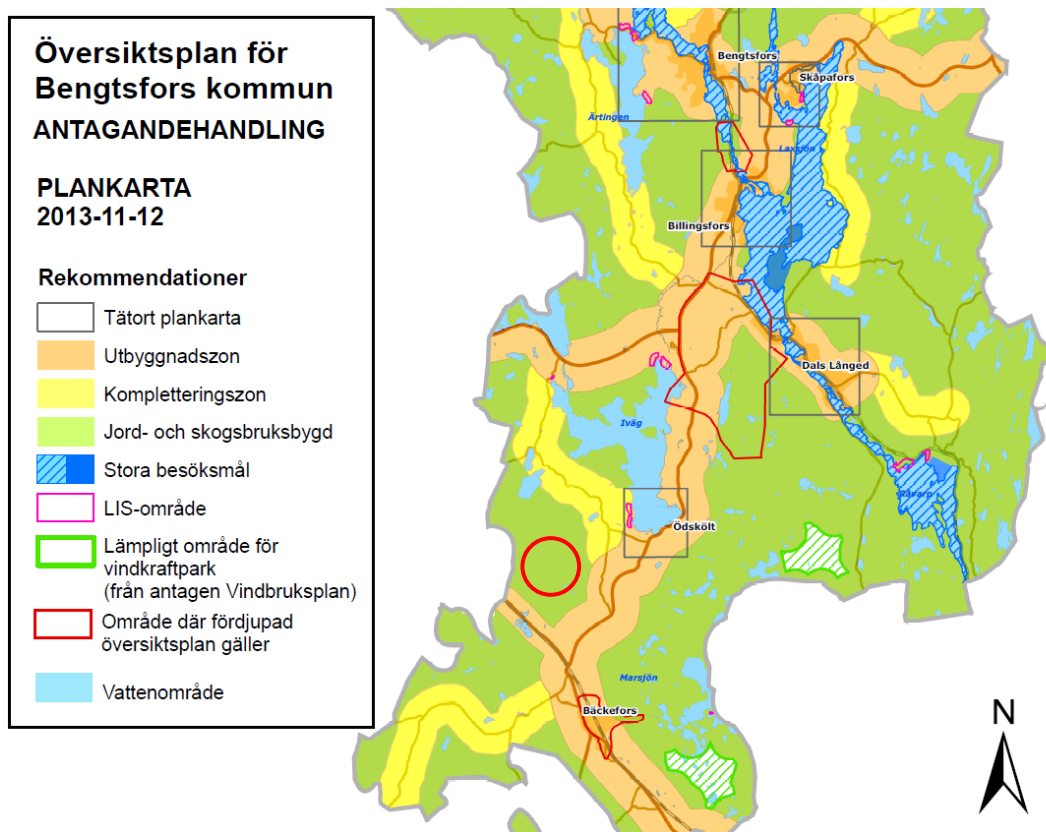 Översiktsplan för
Bengtsfors kommun
ANTAGANDEHANDLING
PLANKARTA
2013-11-12
Rekommendationer
Tätort plankarta
Utbyggnadszon
Kompletteringszon
Jord- och skogsbruksbygd
Stora besöksmål
LIS-område
Lämpligt område för
vindkraftpark
(från antagen Vindbruksplan)
Område där fördjupad
översiktsplan gäller
Vattenområde
Bengtsfors
Skåpafors
Ärtingen
Laxsjön
Billingsfors
Dals Långed
Iväg
Råvarp
Ödskölt
Marsjön
Bäckefors
N